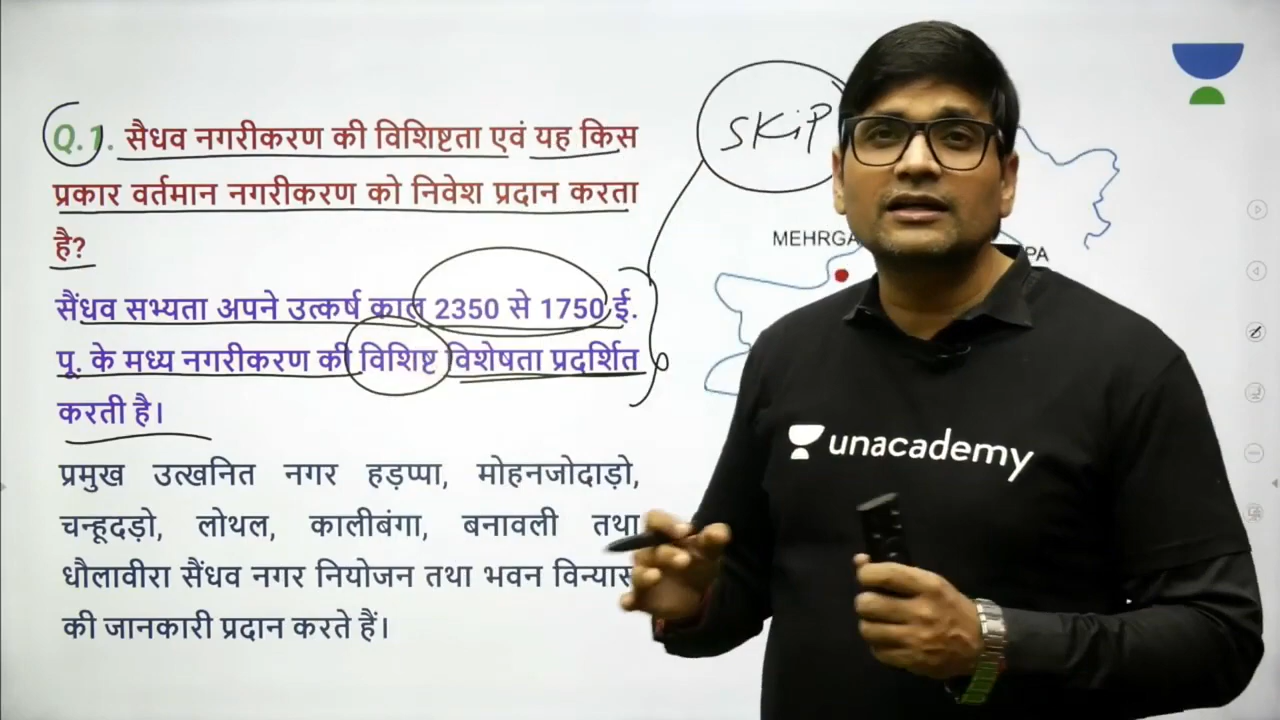 Q.1. सैधव नगरीकरण की विशिष्टता एवं यह किस
प्रकार वर्तमान नगरीकरण को निवेश प्रदान करता
है?
सैंधव सभ्यता अपने उत्कर्ष काल 2350 से 1750 ई.
पू. के मध्य नगरीकरण की विशिष्ट विशेषता प्रदर्शित
करती है।
प्रमुख उत्खनित नगर हड़प्पा, मोहनजोदाड़ो,
चन्हूदड़ो, लोथल, कालीबंगा, बनावली तथा
धौलावीरा सैंधव नगर नियोजन तथा भवन विन्यास
की जानकारी प्रदान करते हैं।
SKiP
MEHRGA
PA
unacademy